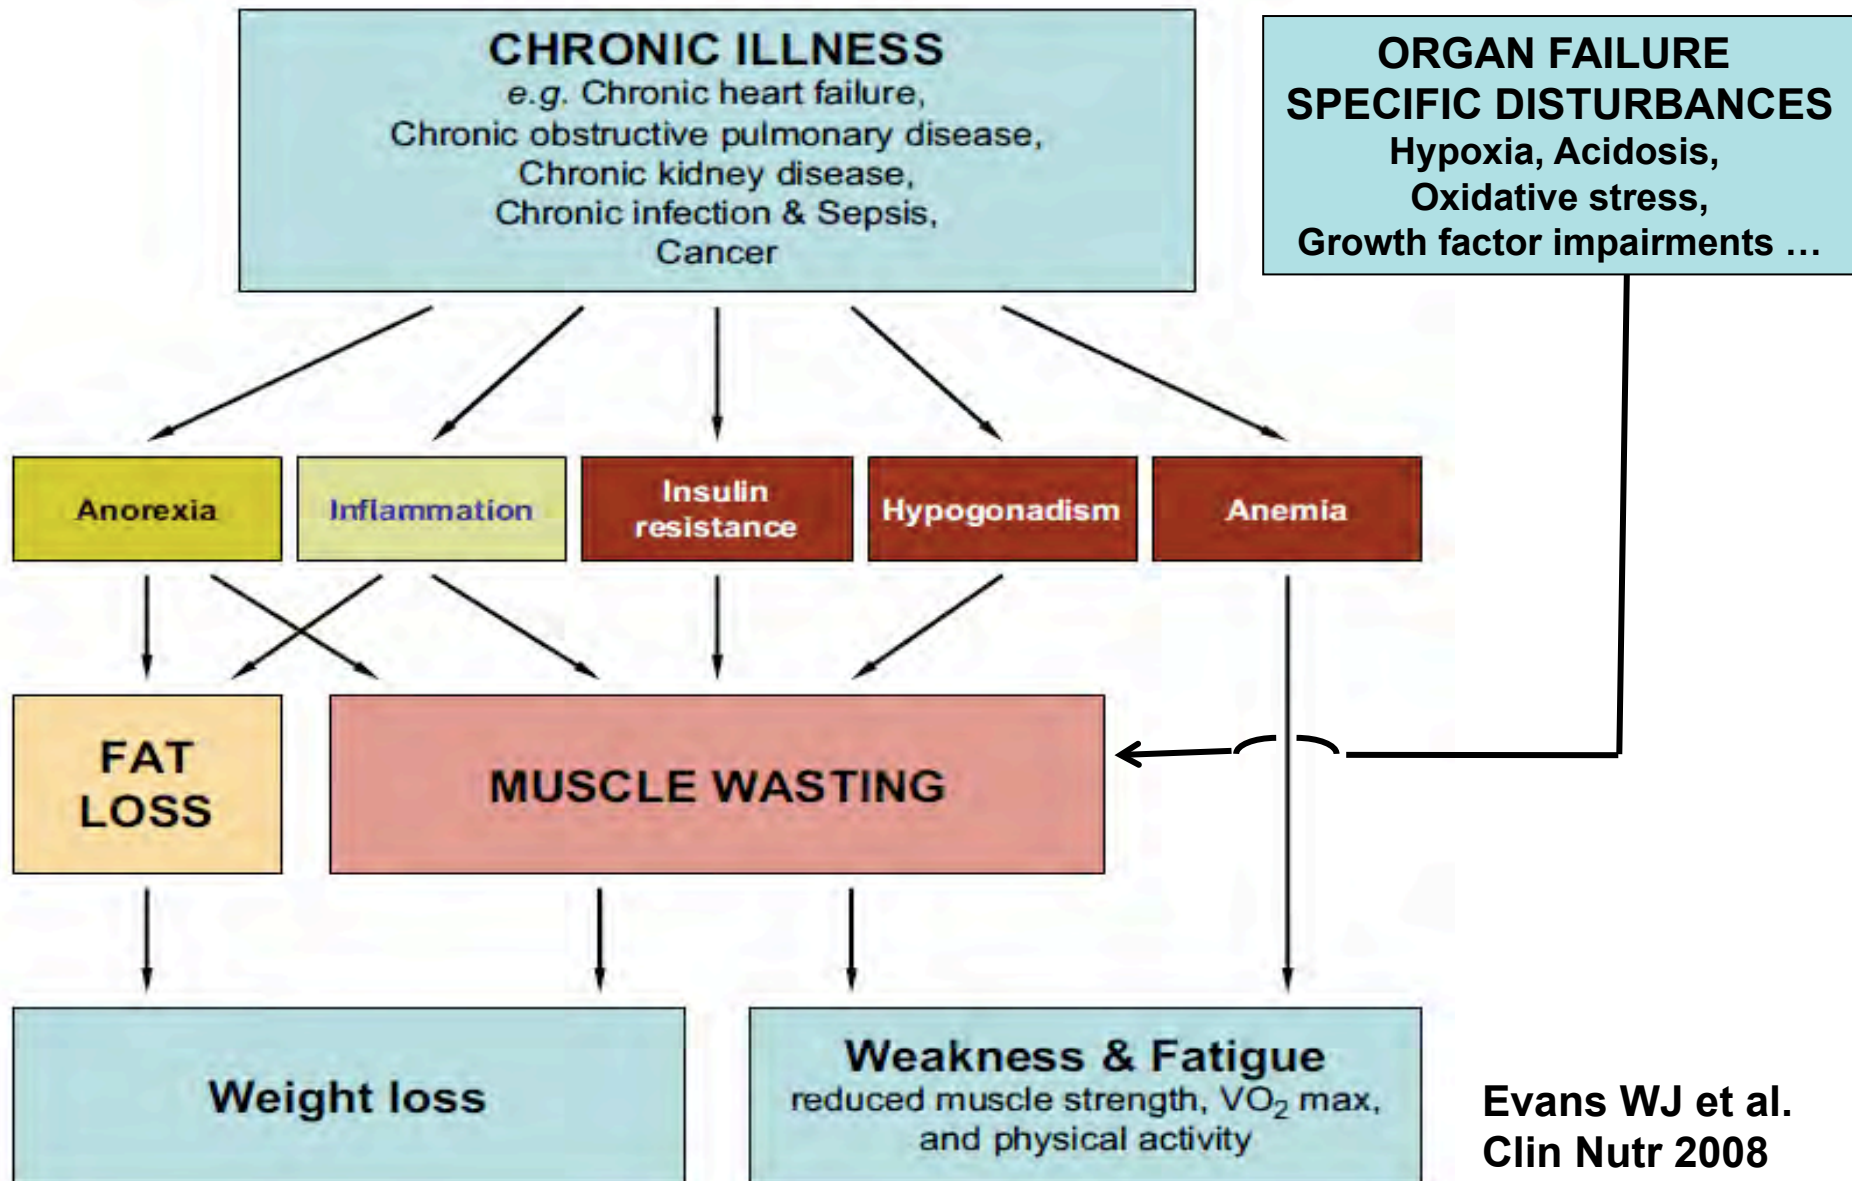 CHRONIC ILLNESS
e.g. Chronic heart failure,
Chronic obstructive pulmonary disease,
Chronic kidney disease,
Chronic infection & Sepsis,
Cancer
ORGAN FAILURE
SPECIFIC DISTURBANCES
Hypoxia, Acidosis,
Oxidative stress,
Growth factor impairments …
Anorexia
Inflammation
Insulin
resistance
Hypogonadism
Anemia
FAT
LOSS
MUSCLE WASTING
Weight loss
Weakness & Fatigue
reduced muscle strength, VO₂ max,
and physical activity
Evans WJ et al.
Clin Nutr 2008